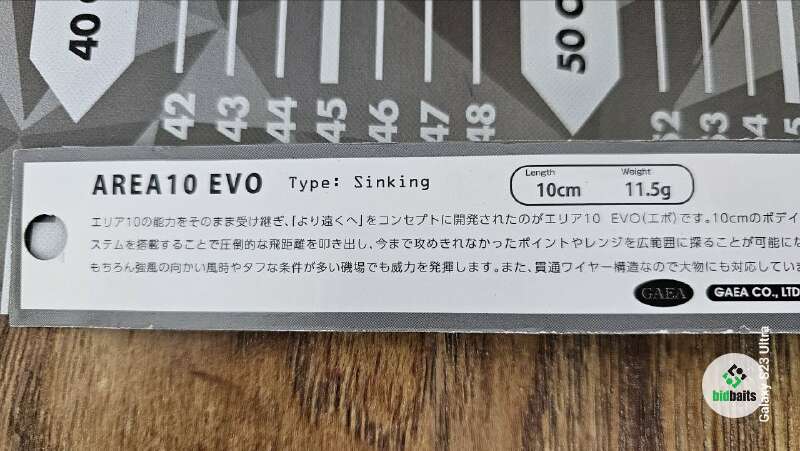 40 C
50 C
42
43
44
45
46
47
48
52
53
54
AREA10 EVO Type: Sinking
Length Weight
10cm 11.5g
エリア10の能力をそのまま受け継ぎ、「より遠くへ」をコンセプトに開発されたのがエリア10 EVO(エボ)です。10cmのボデイ
ステムを搭載することで圧倒的な飛距離を叩き出し、今まで攻めきれなかったポイントやレンジを広範囲に探ることが可能にな
もちろん強風の向かい風時やタフな条件が多い磯場でも威力を発揮します。また、貫通ワイヤー構造なので大物にも対応していま
GAEA GAEA CO., LTD
bidbaits
Galaxy S23 Ultra